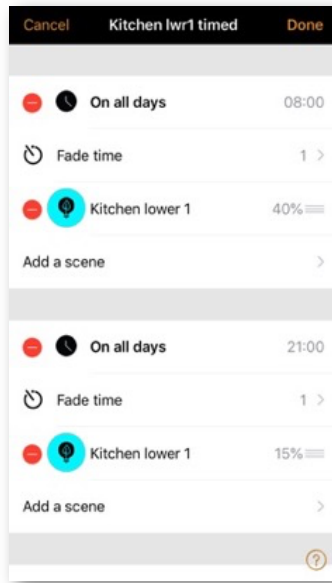 Cancel Kitchen lwr1 timed Done
On all days 08:00
Fade time 1 >
Kitchen lower 1 40%
Add a scene >
On all days 21:00
Fade time 1 >
Kitchen lower 1 15%
Add a scene >
?